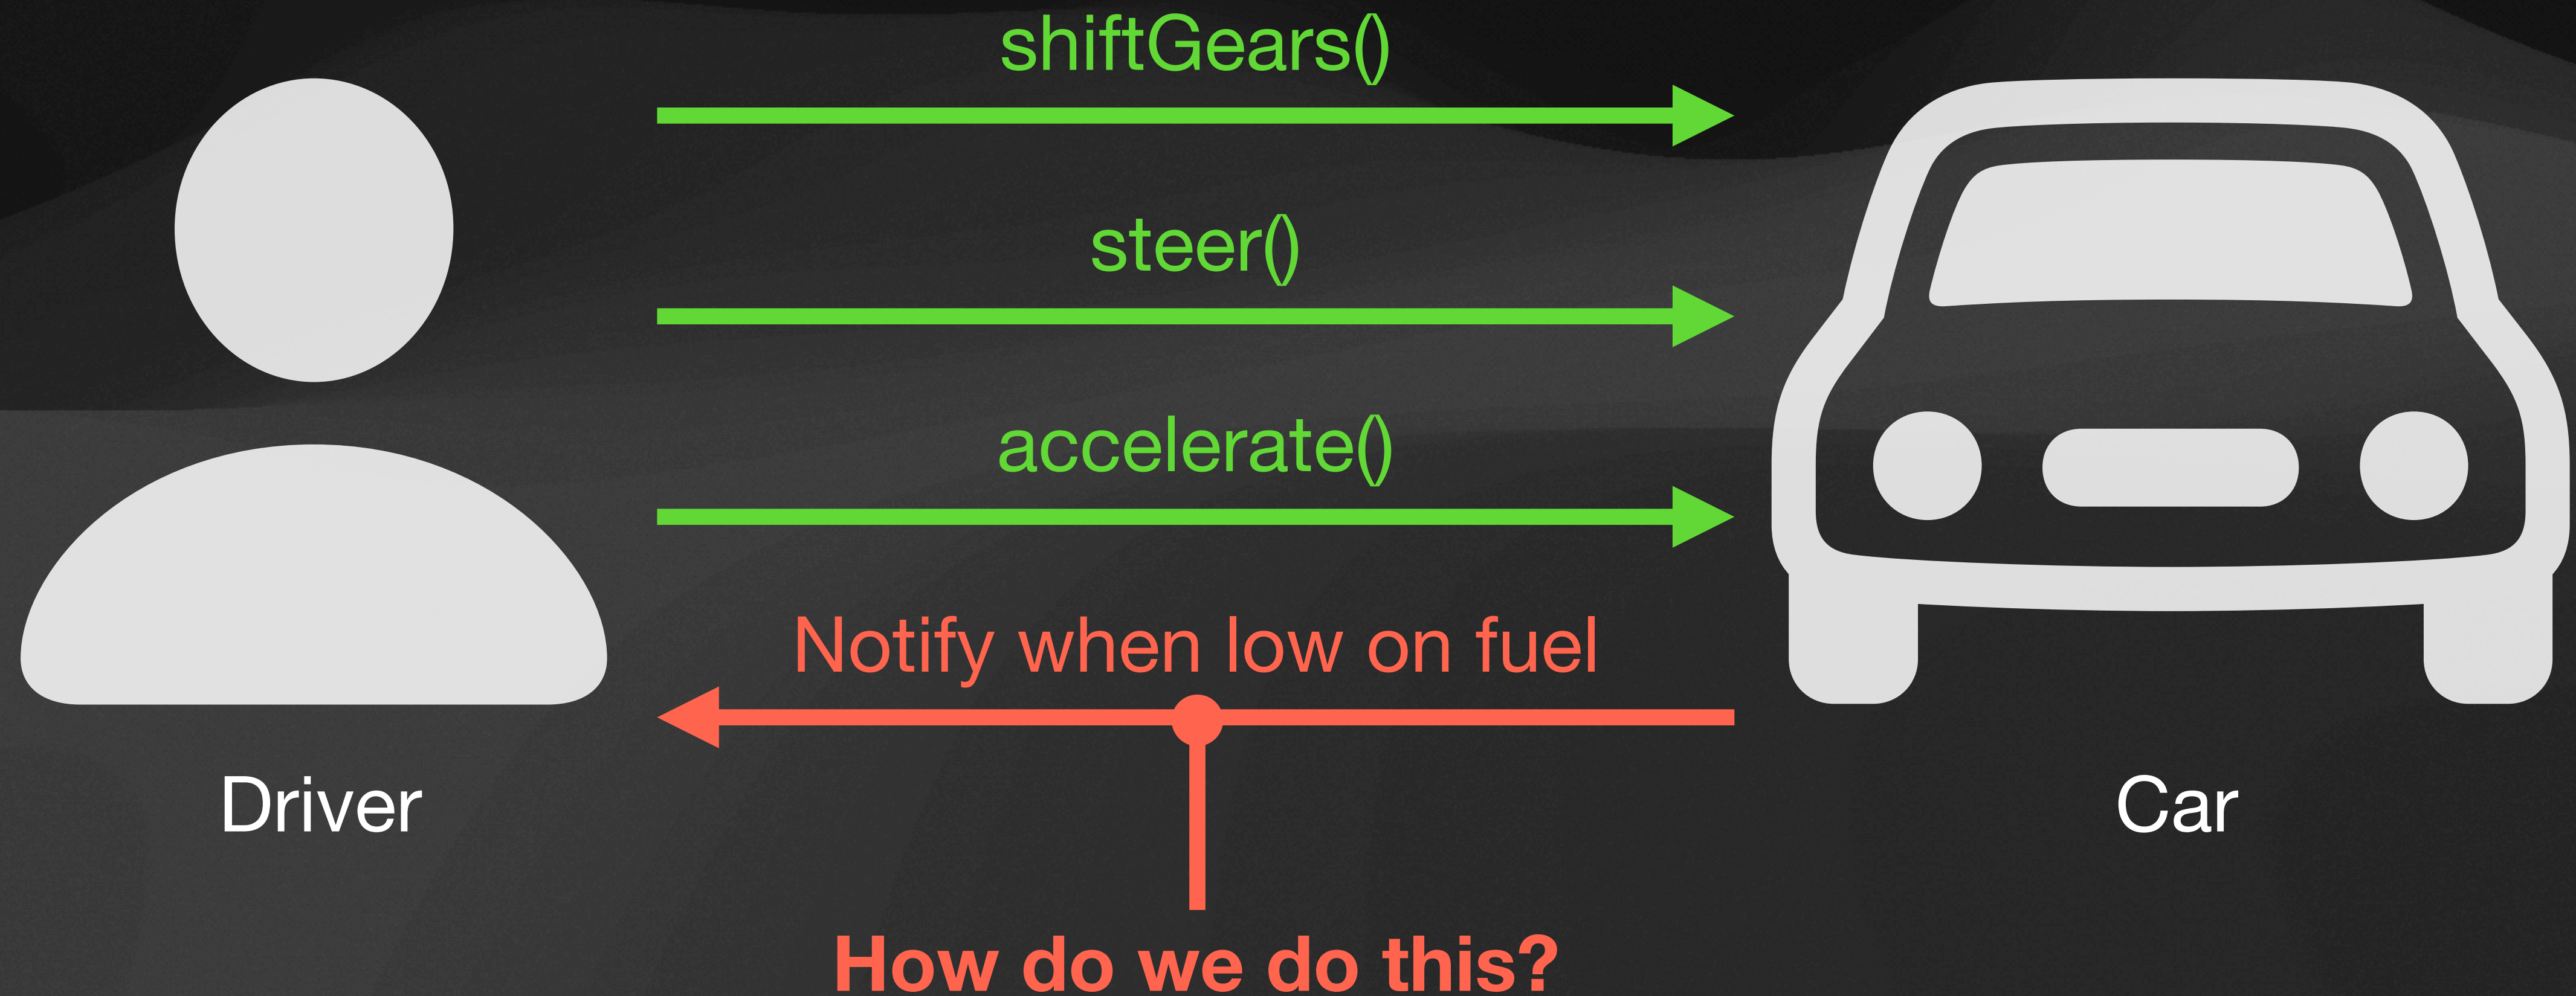 shiftGears()
steer()
accelerate()
Notify when low on fuel
Driver
Car
How do we do this?